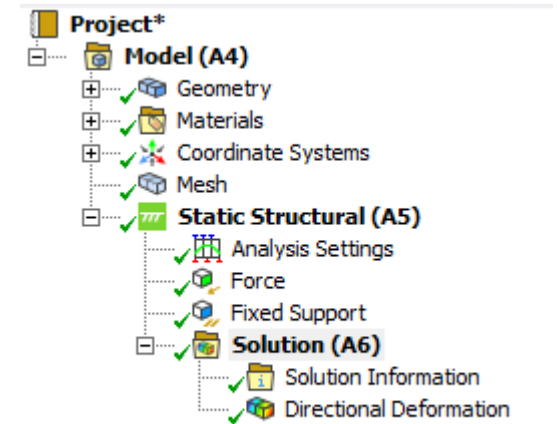 Project*
Model (A4)
Geometry
Materials
Coordinate Systems
Mesh
Static Structural (A5)
Analysis Settings
Force
Fixed Support
Solution (A6)
Solution Information
Directional Deformation